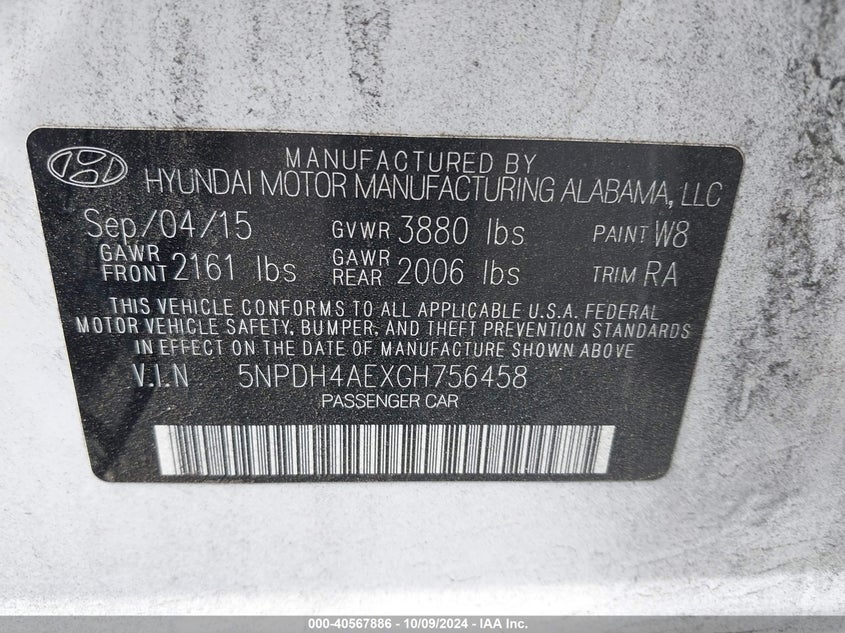 MANUFACTURED BY
HYUNDAI MOTOR MANUFACTURING ALABAMA, LLC
Sep/04/15 GVWR 3880 lbs PAINT W8
GAWR FRONT 2161 lbs GAWR REAR 2006 lbs TRIM RA
THIS VEHICLE CONFORMS TO ALL APPLICABLE U.S.A. FEDERAL
MOTOR VEHICLE SAFETY, BUMPER, AND THEFT PREVENTION STANDARDS
IN EFFECT ON THE DATE OF MANUFACTURE SHOWN ABOVE
V.I.N 5NPDH4AEXGH756458
PASSENGER CAR
000-40567886 - 10/09/2024 - IAA Inc.